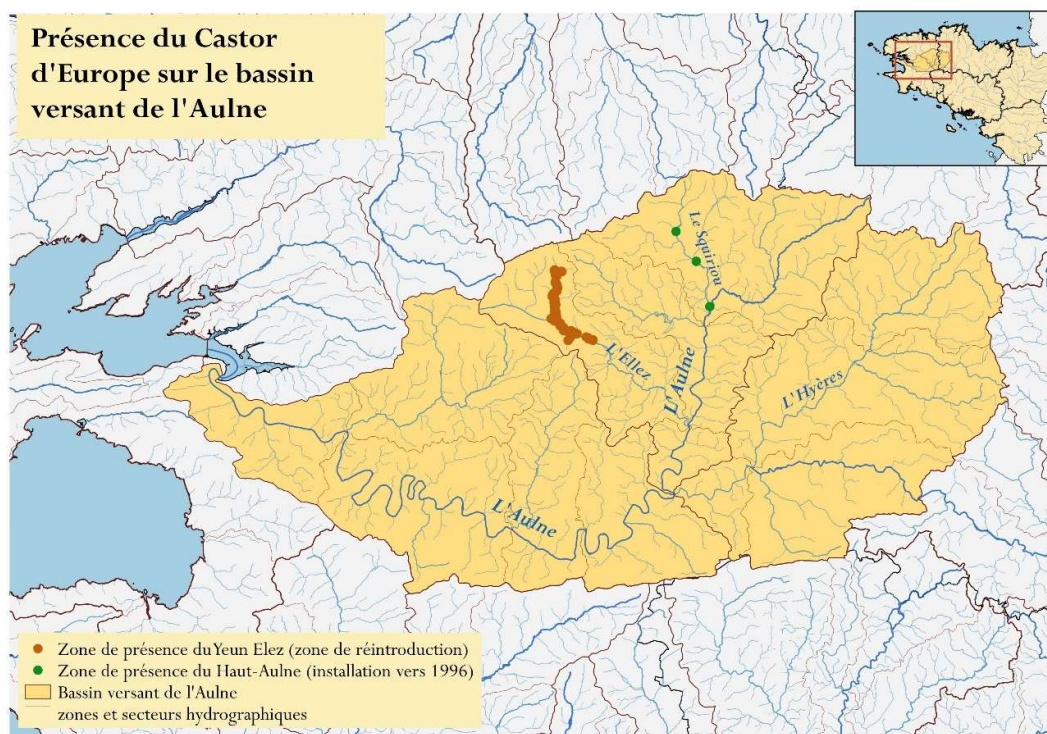 Présence du Castor
d'Europe sur le bassin
versant de l'Aulne
Le Squiriou
L'Ellez
L'Aulne
L'Hyères
L'Aulne
Zone de présence du Yeun Elez (zone de réintroduction)
Zone de présence du Haut-Aulne (installation vers 1996)
Bassin versant de l'Aulne
zones et secteurs hydrographiques